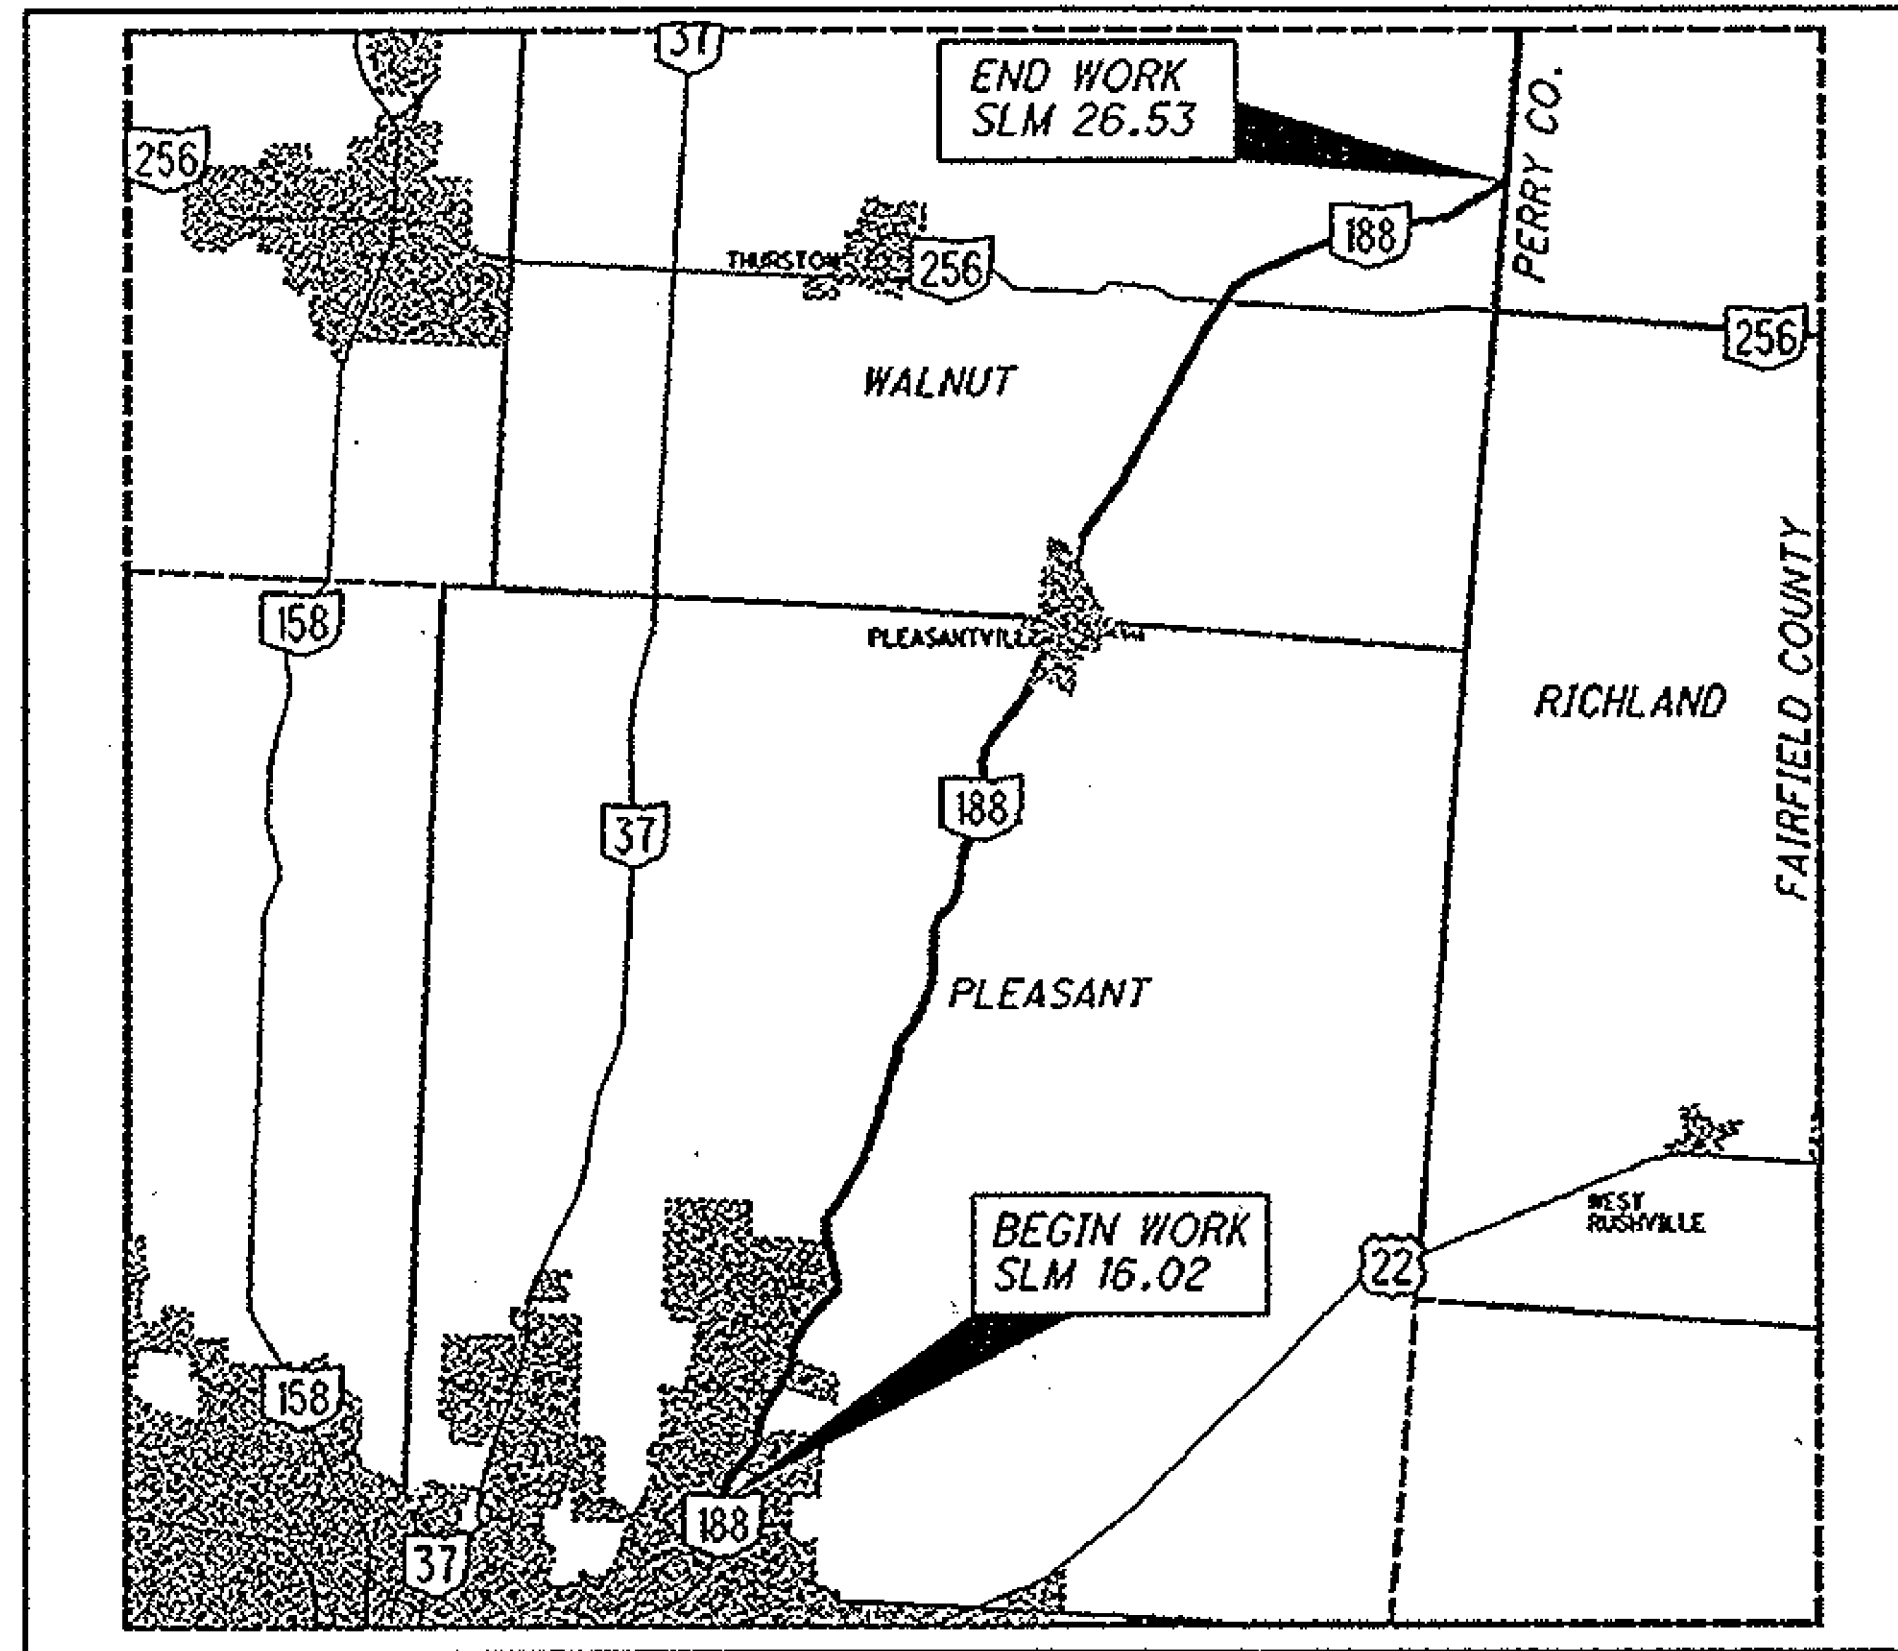 37
END WORK
SLM 26.53
PERRY CO.
256
188
THURSTON
256
256
WALNUT
158
PLEASANTVILLE
RICHLAND
FAIRFIELD COUNTY
188
37
PLEASANT
WEST
RUSHVILLE
BEGIN WORK
SLM 16.02
22
158
188
37